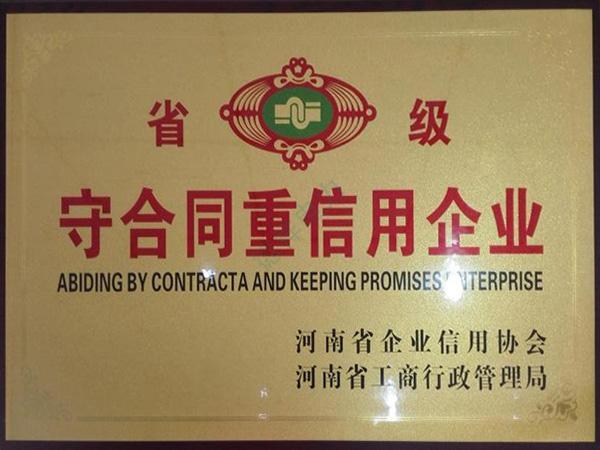 省 级
守合同重信用企业
ABIDING BY CONTRACTA AND KEEPING PROMISES ENTERPRISE
河南省企业信用协会
河南省工商行政管理局